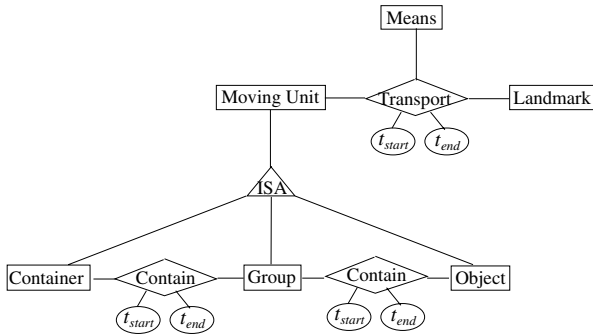 Means
Moving Unit Transport Landmark
tstart tend
ISA
Container Contain Group Contain Object
tstart tend tstart tend